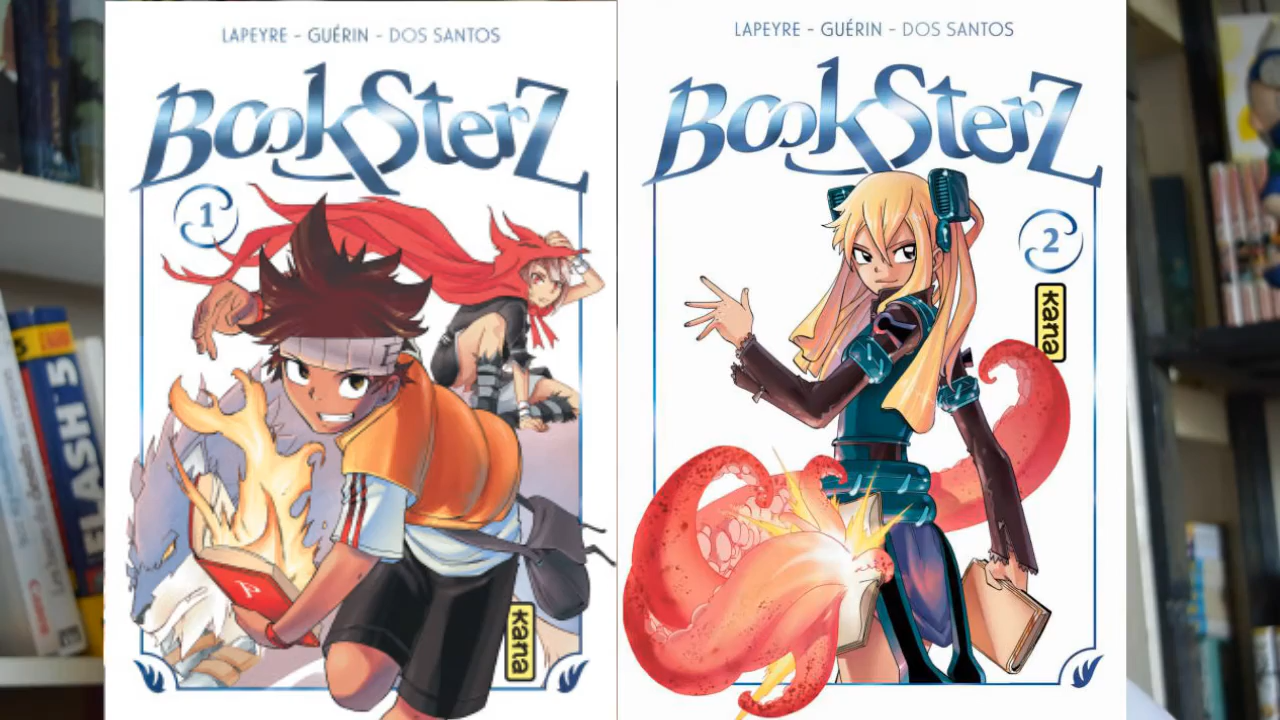 LAPEYRE - GUÉRIN - DOS SANTOS
BookSterZ
1
kana
LAPEYRE - GUÉRIN - DOS SANTOS
BookSterZ
2
kana
FLASH 5